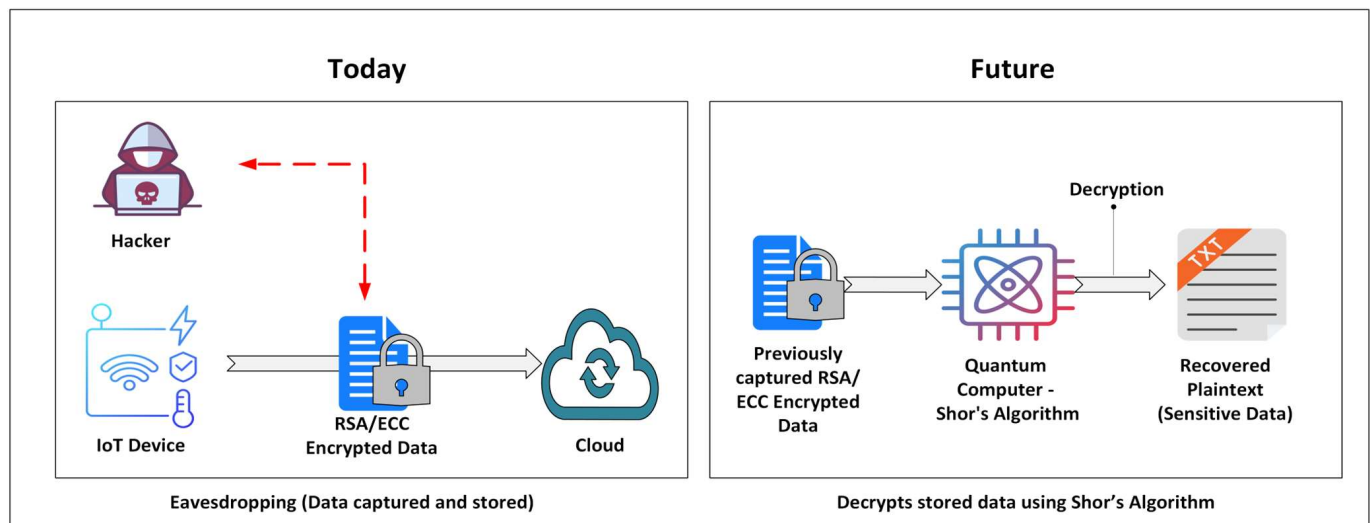 Today
Hacker
IoT Device
RSA/ECC
Encrypted Data
Cloud
Eavesdropping (Data captured and stored)
Future
Decryption
Previously
captured RSA/
ECC Encrypted
Data
Quantum
Computer -
Shor's Algorithm
TXT
Recovered
Plaintext
(Sensitive Data)
Decrypts stored data using Shor’s Algorithm